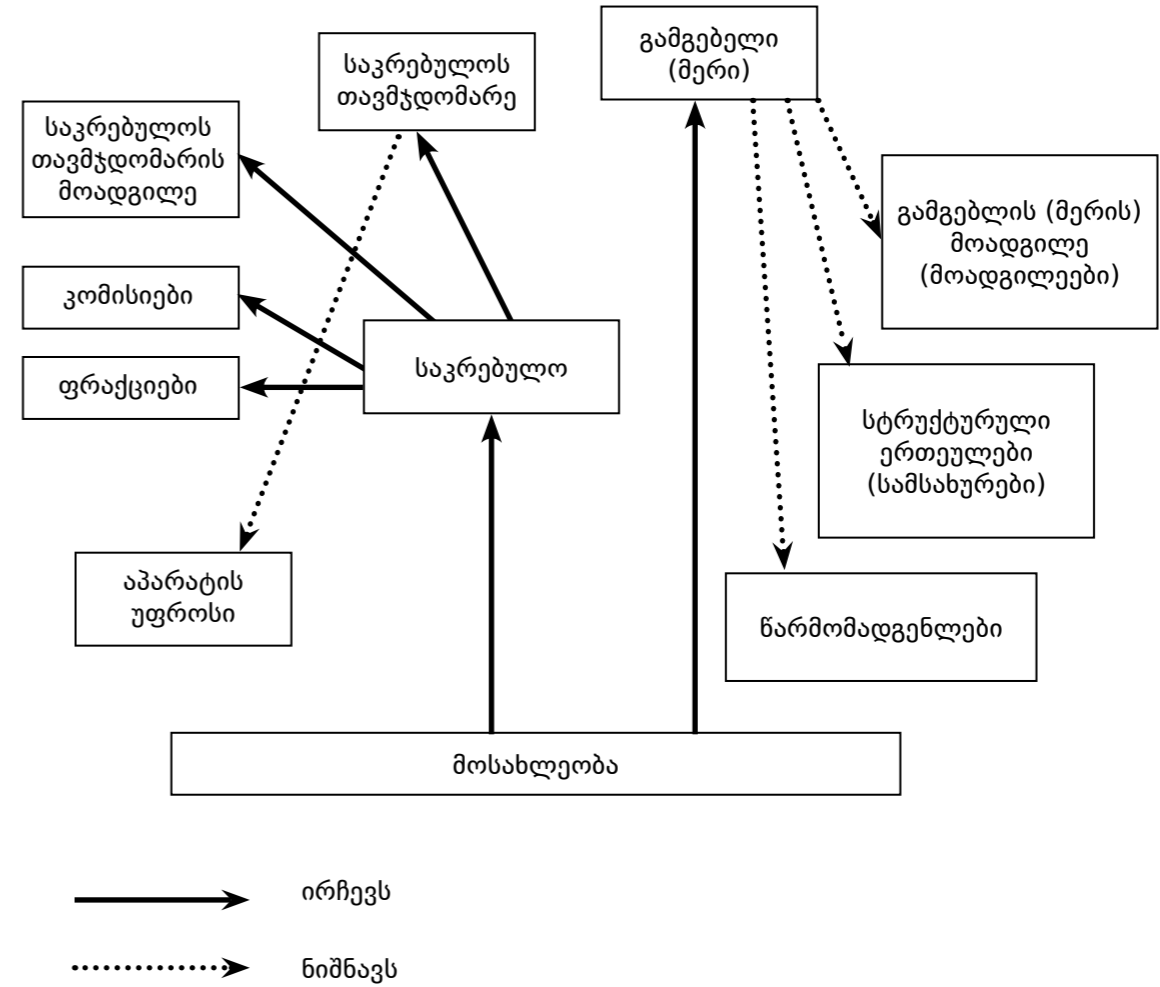 გამგებელი
(მერი)
საკრებულოს
თავმჯდომარე
საკრებულოს
თავმჯდომარის
მოადგილე
გამგებლის (მერის)
მოადგილე
(მოადგილეები)
კომისიები
საკრებულო
ფრაქციები
სტრუქტურული
ერთეულები
(სამსახურები)
აპარატის
უფროსი
წარმომადგენლები
მოსახლეობა
ირჩევს
ნიშნავს